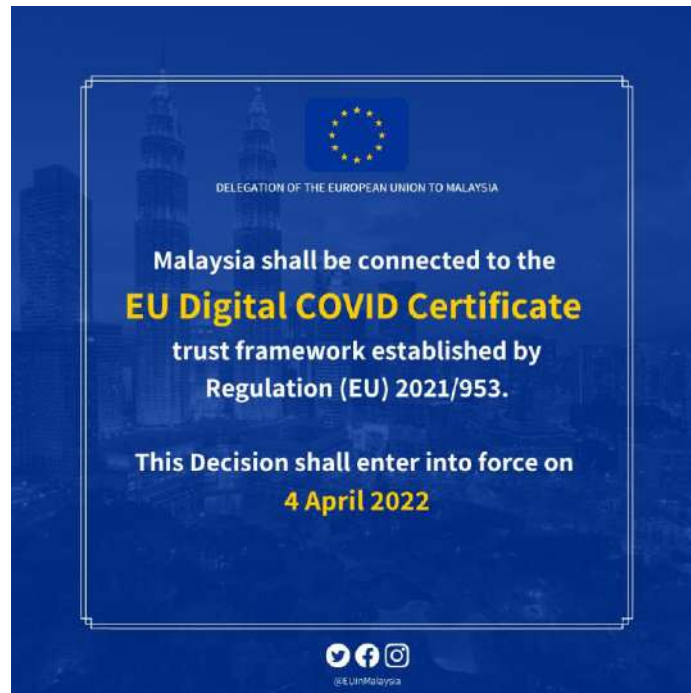 DELEGATION OF THE EUROPEAN UNION TO MALAYSIA
Malaysia shall be connected to the
EU Digital COVID Certificate
trust framework established by
Regulation (EU) 2021/953.
This Decision shall enter into force on
4 April 2022
@EUinMalaysia